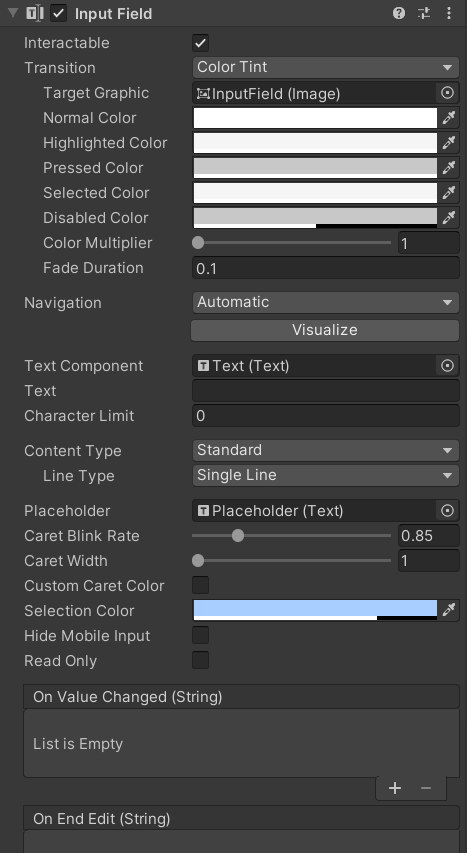 Input Field
Interactable
Transition Color Tint
Target Graphic InputField (Image)
Normal Color
Highlighted Color
Pressed Color
Selected Color
Disabled Color
Color Multiplier 1
Fade Duration 0.1
Navigation Automatic
Visualize
Text Component Text (Text)
Text
Character Limit 0
Content Type Standard
Line Type Single Line
Placeholder Placeholder (Text)
Caret Blink Rate 0.85
Caret Width 1
Custom Caret Color
Selection Color
Hide Mobile Input
Read Only
On Value Changed (String)
List is Empty
On End Edit (String)